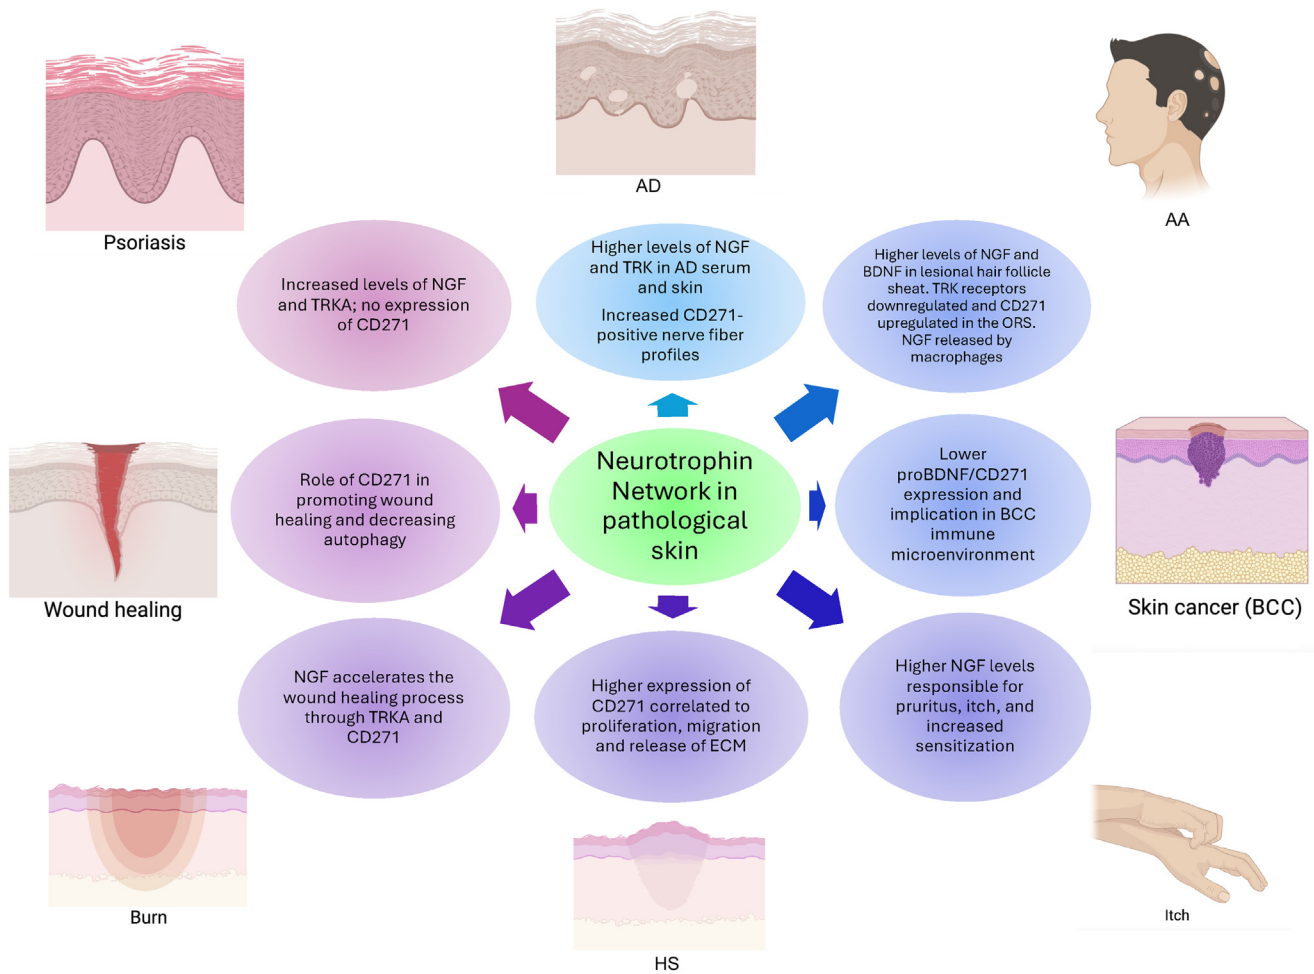 AD
Psoriasis
AA
Increased levels of NGF
and TRKA; no expression
of CD271
Higher levels of NGF
and TRK in AD serum
and skin
Increased CD271-
positive nerve fiber
profiles
Higher levels of NGF and
BDNF in lesional hair follicle
sheat. TRK receptors
downregulated and CD271
upregulated in the ORS.
NGF released by
macrophages
Role of CD271 in
promoting wound
healing and decreasing
autophagy
Neurotrophin
Network in
pathological
skin
Lower
proBDNF/CD271
expression and
implication in BCC
immune
microenvironment
Wound healing
Skin cancer (BCC)
NGF accelerates the
wound healing process
through TRKA and
CD271
Higher expression of
CD271 correlated to
proliferation, migration
and release of ECM
Higher NGF levels
responsible for
pruritus, itch, and
increased
sensitization
Burn
HS
Itch